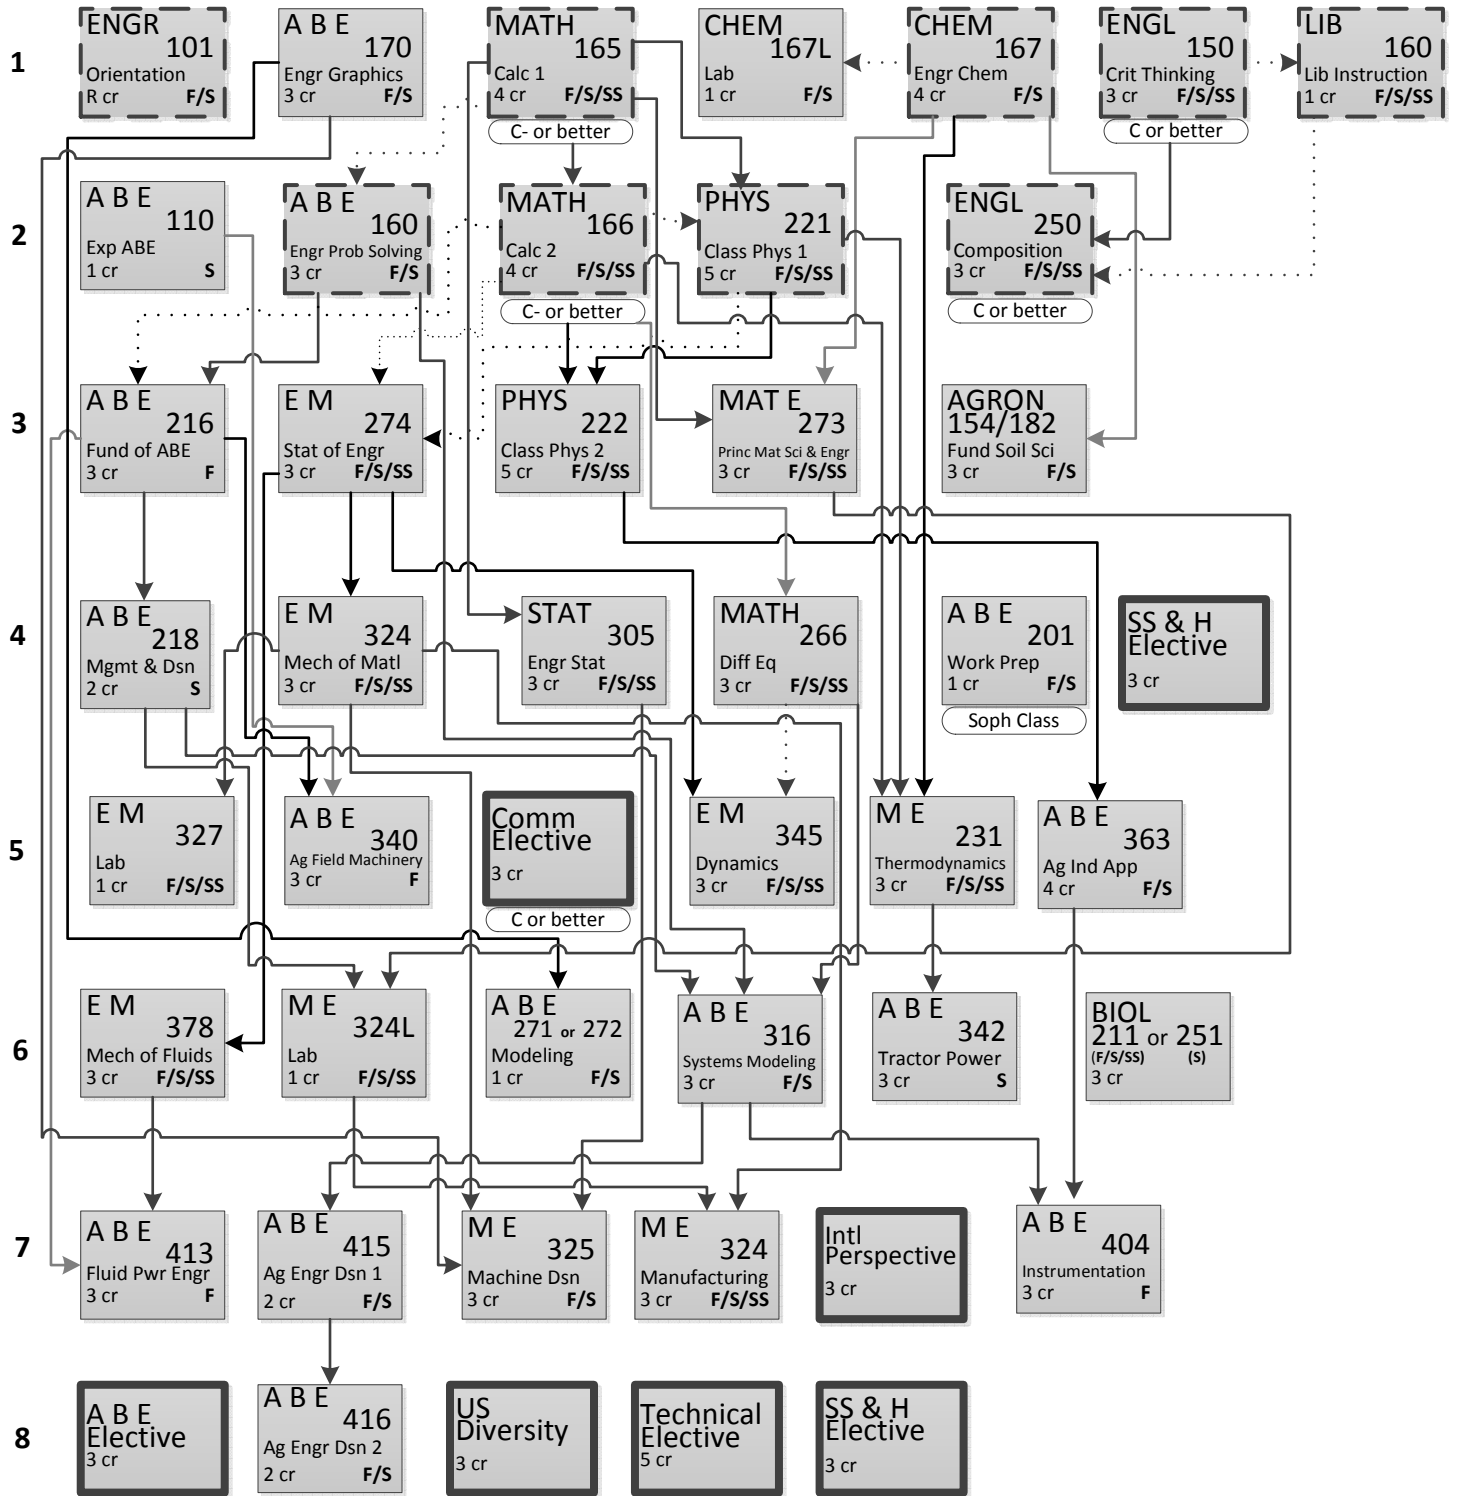 1
ENGR
101
Orientation
R cr F/S
A B E
170
Engr Graphics
3 cr F/S
MATH
165
Calc 1
4 cr F/S/SS
C- or better
CHEM
167L
Lab
1 cr F/S
CHEM
167
Engr Chem
4 cr F/S
ENGL
150
Crit Thinking
3 cr F/S/SS
C or better
LIB
160
Lib Instruction
1 cr F/S/SS
2
A B E
110
Exp ABE
1 cr S
A B E
160
Engr Prob Solving
3 cr F/S
MATH
166
Calc 2
4 cr F/S/SS
C- or better
PHYS
221
Class Phys 1
5 cr F/S/SS
ENGL
250
Composition
3 cr F/S/SS
C or better
3
A B E
216
Fund of ABE
3 cr F
E M
274
Stat of Engr
3 cr F/S/SS
PHYS
222
Class Phys 2
5 cr F/S/SS
MAT E
273
Princ Mat Sci & Engr
3 cr F/S/SS
AGRON
154/182
Fund Soil Sci
3 cr F/S
4
A B E
218
Mgmt & Dsn
2 cr S
E M
324
Mech of Matl
3 cr F/S/SS
STAT
305
Engr Stat
3 cr F/S/SS
MATH
266
Diff Eq
3 cr F/S/SS
A B E
201
Work Prep
1 cr F/S
Soph Class
SS & H
Elective
3 cr
5
E M
327
Lab
1 cr F/S/SS
A B E
340
Ag Field Machinery
3 cr F
Comm
Elective
3 cr
C or better
E M
345
Dynamics
3 cr F/S/SS
M E
231
Thermodynamics
3 cr F/S/SS
A B E
363
Ag Ind App
4 cr F/S
6
E M
378
Mech of Fluids
3 cr F/S/SS
M E
324L
Lab
1 cr F/S/SS
A B E
271 or 272
Modeling
1 cr F/S
A B E
316
Systems Modeling
3 cr F/S
A B E
342
Tractor Power
3 cr S
BIOL
211 or 251
(F/S/SS) (S)
3 cr
7
A B E
413
Fluid Pwr Engr
3 cr F
A B E
415
Ag Engr Dsn 1
2 cr F/S
M E
325
Machine Dsn
3 cr F/S
M E
324
Manufacturing
3 cr F/S/SS
Intl
Perspective
3 cr
A B E
404
Instrumentation
3 cr F
8
A B E
Elective
3 cr
A B E
416
Ag Engr Dsn 2
2 cr F/S
US
Diversity
3 cr
Technical
Elective
5 cr
SS & H
Elective
3 cr